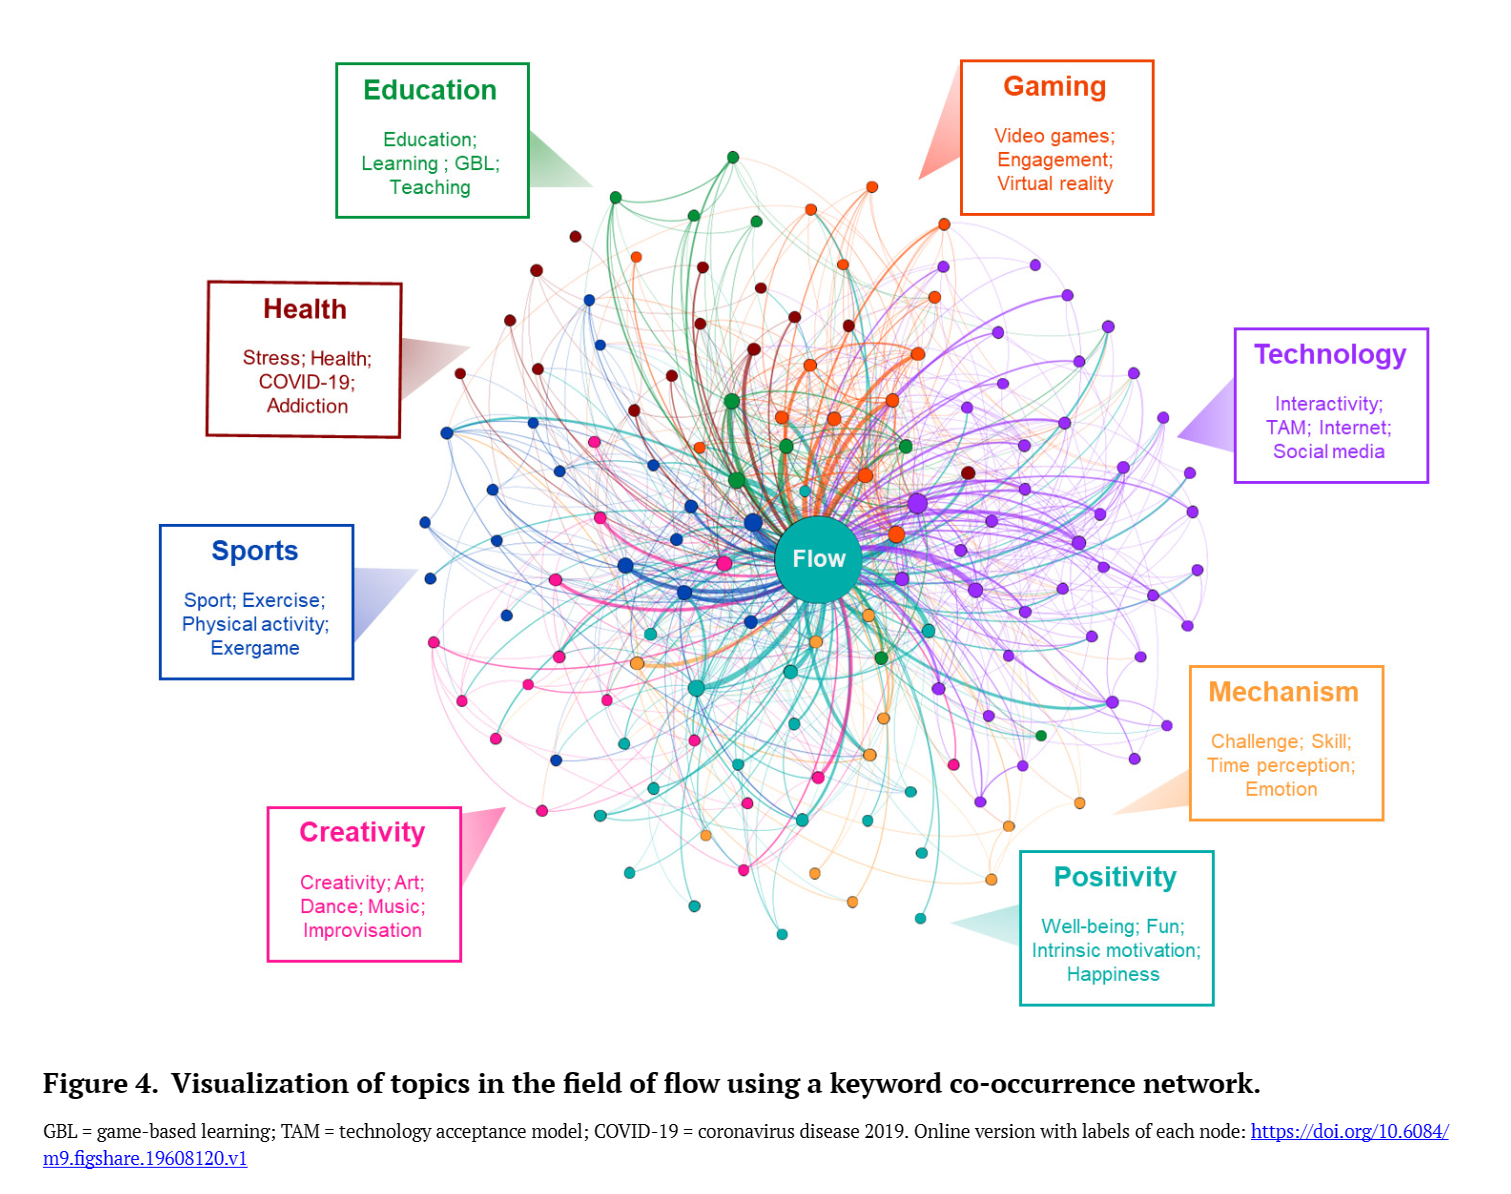 Education
Education;
Learning ; GBL;
Teaching
Gaming
Video games;
Engagement;
Virtual reality
Health
Stress; Health;
COVID-19;
Addiction
Technology
Interactivity;
TAM; Internet;
Social media
Flow
Sports
Sport; Exercise;
Physical activity;
Exergame
Mechanism
Challenge; Skill;
Time perception;
Emotion
Creativity
Creativity; Art;
Dance; Music;
Improvisation
Positivity
Well-being; Fun;
Intrinsic motivation;
Happiness
Figure 4. Visualization of topics in the field of flow using a keyword co-occurrence network.
GBL = game-based learning; TAM = technology acceptance model; COVID-19 = coronavirus disease 2019. Online version with labels of each node: https://doi.org/10.6084/
m9.figshare.19608120.v1